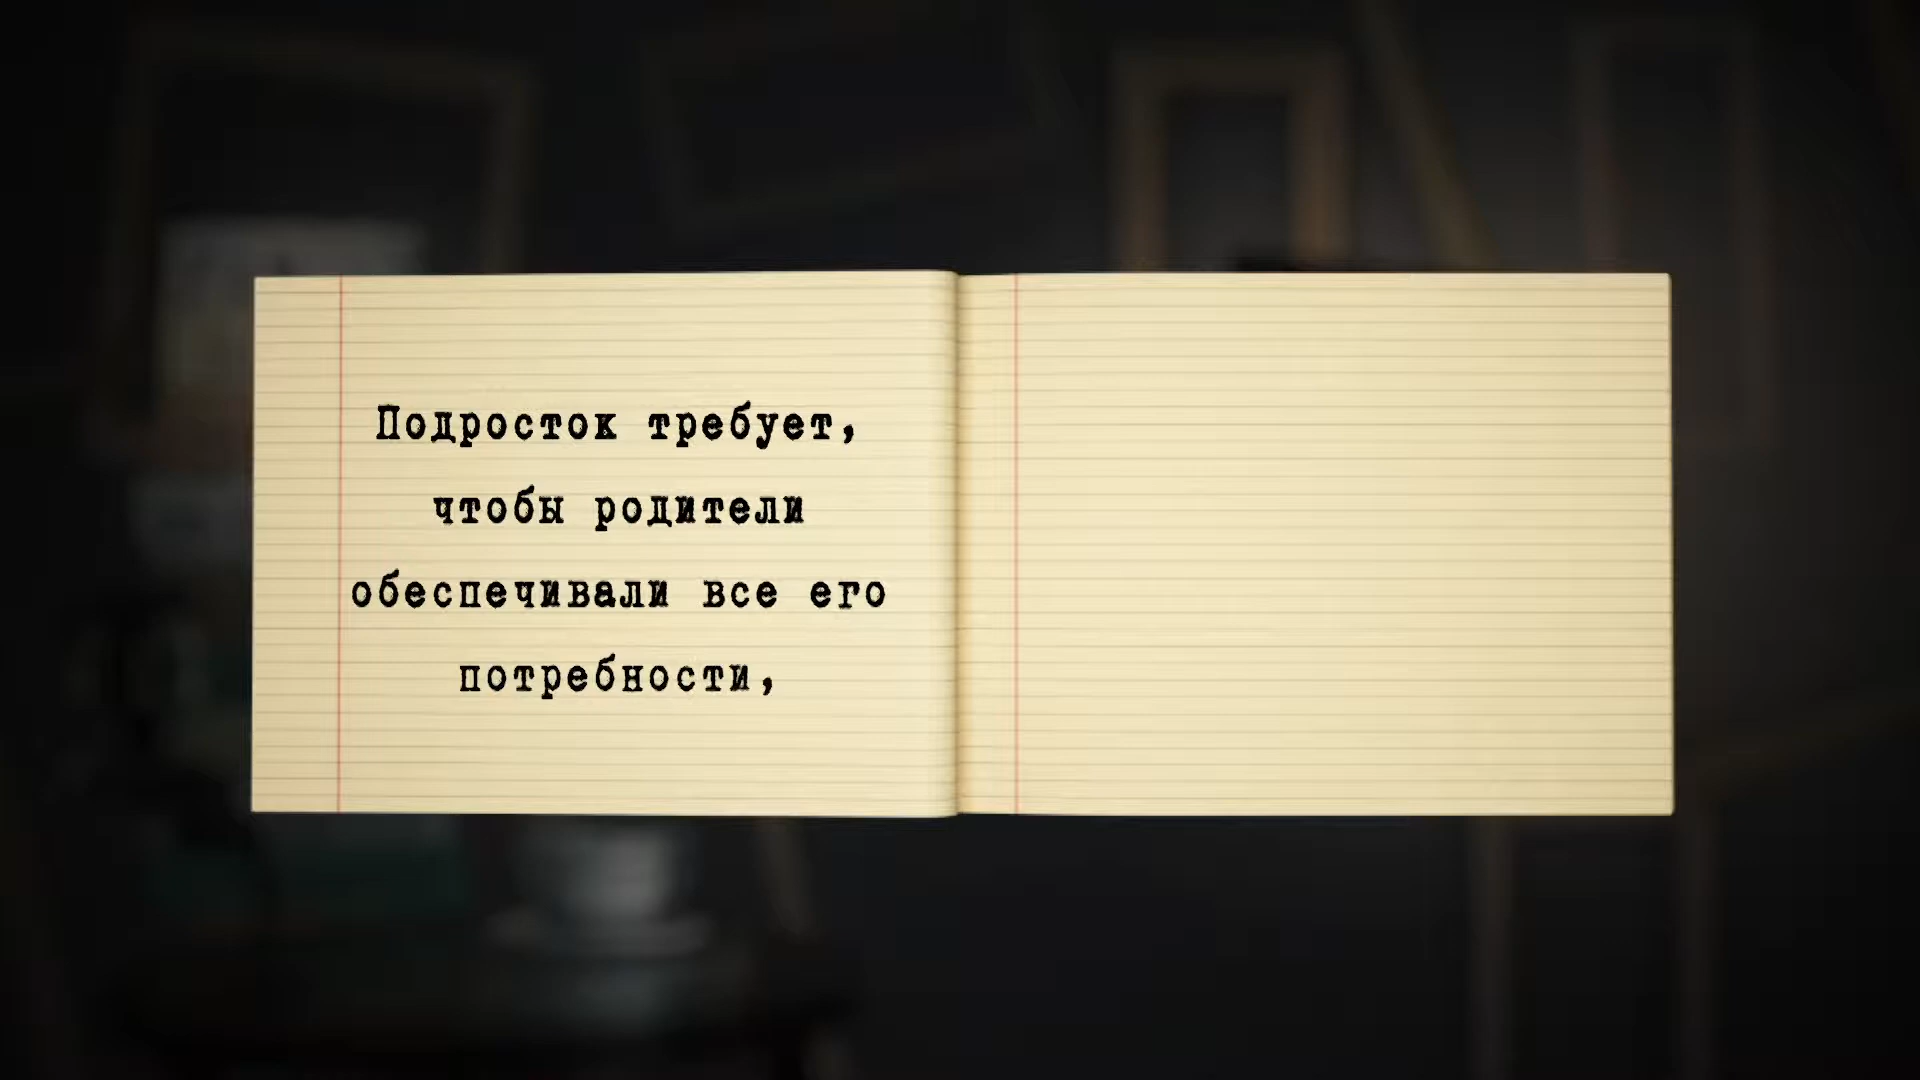 Подросток требует,
чтобы родители
обеспечивали все его
потребности,